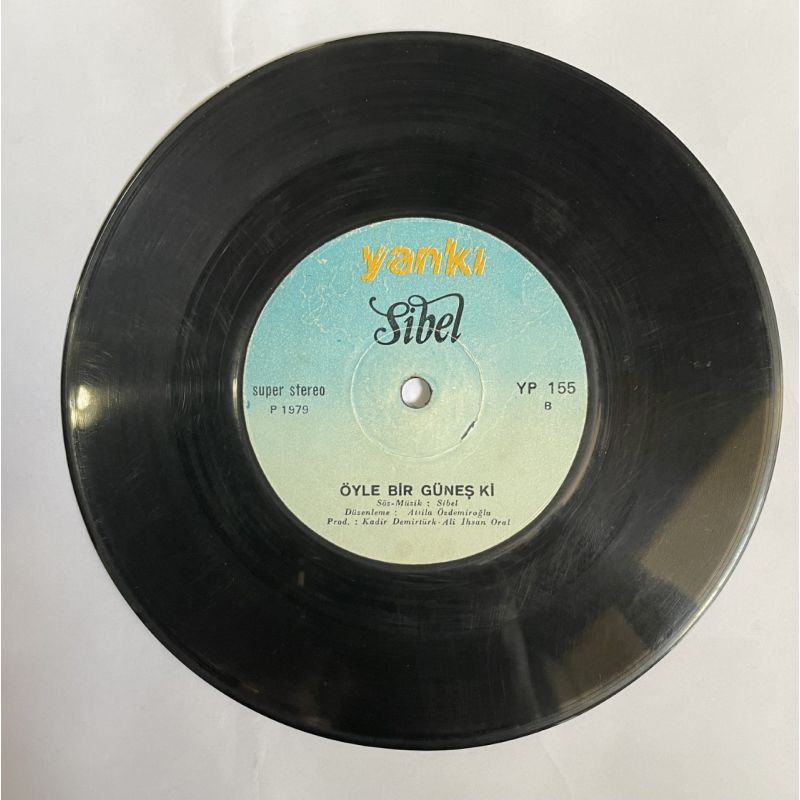 yankı
Sibel
super stereo
P 1979
YP 155
B
ÖYLE BİR GÜNEŞ Kİ
Söz-Müzik : Sibel
Düzenleme : Attila Özdemiroğlu
Prod. : Kadir Demirtürk-Ali İhsan Oral